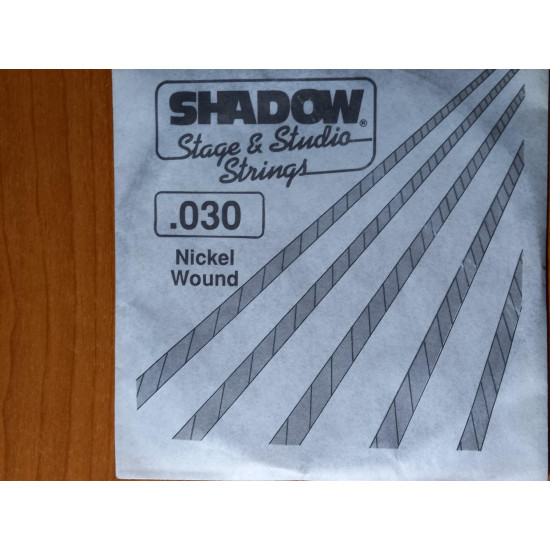 SHADOW®
Stage & Studio
Strings
.030
Nickel
Wound